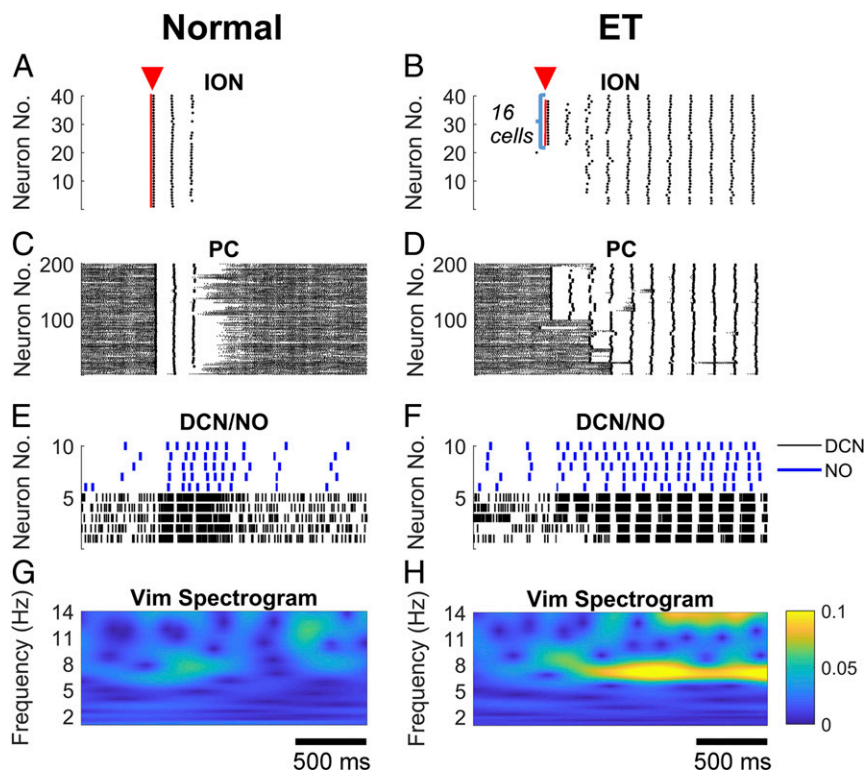 Normal
ET
A
ION
Neuron No.
40
30
20
10
B
ION
Neuron No.
40
30
20
10
16
cells
C
PC
Neuron No.
200
100
D
PC
Neuron No.
200
100
E
DCN/NO
Neuron No.
10
5
F
DCN/NO
Neuron No.
10
5
DCN
NO
G
Vim Spectrogram
Frequency (Hz)
14
11
8
5
2
500 ms
H
Vim Spectrogram
Frequency (Hz)
14
11
8
5
2
0.1
0.05
0
500 ms